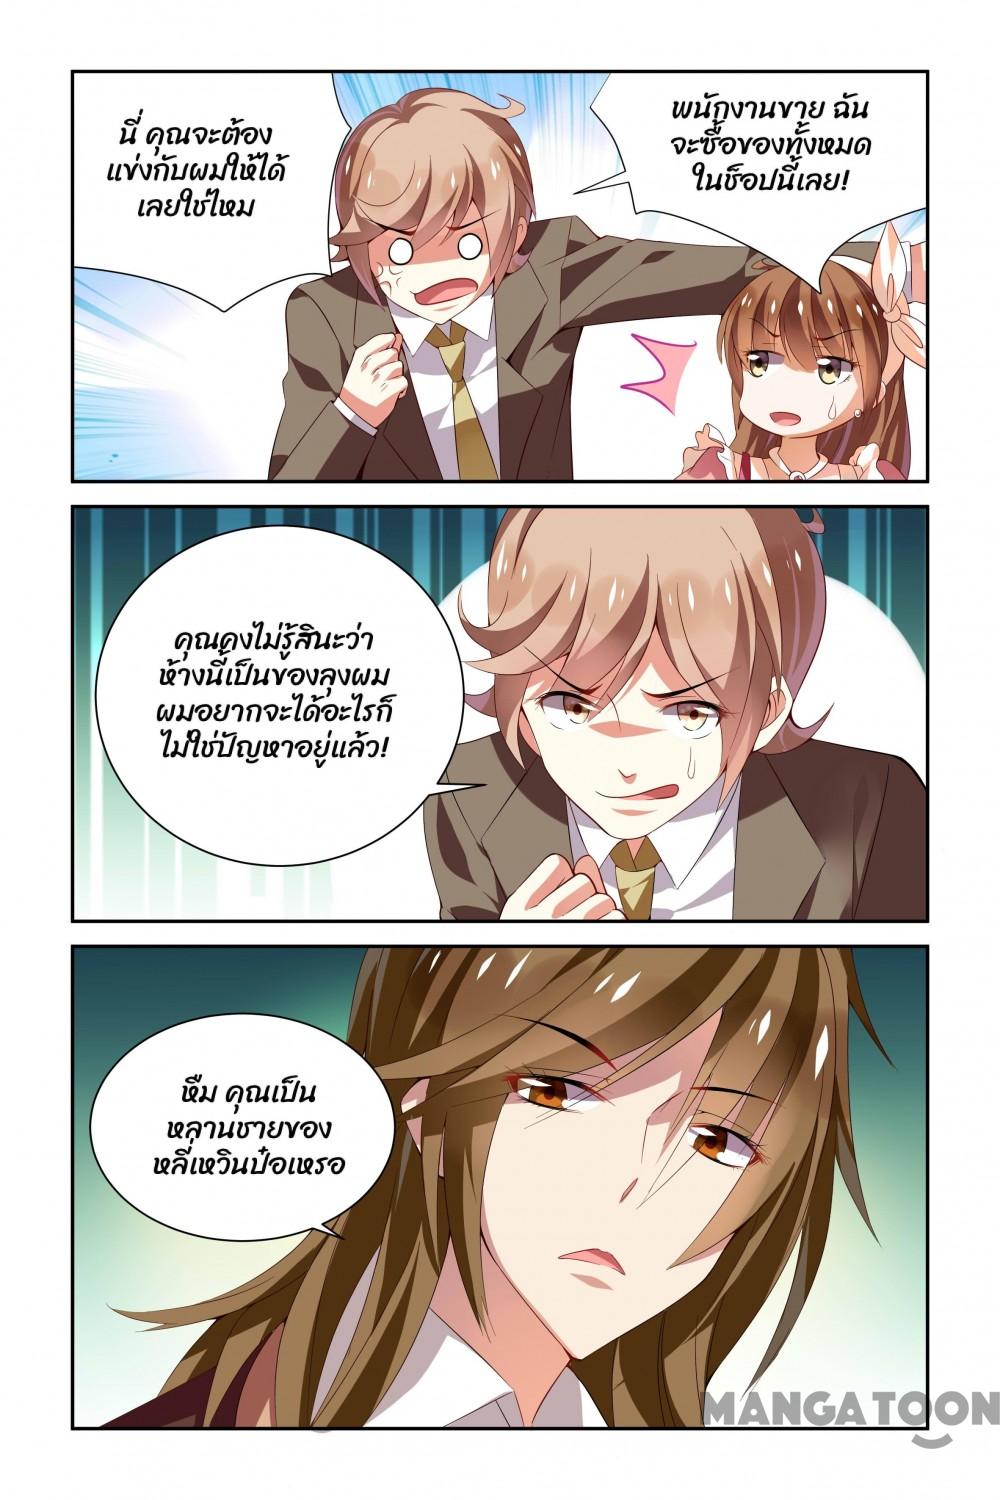 นี่ คุณจะต้อง
แข่งกับผมให้ได้
เลยใช่ไหม
พนักงานขาย ฉัน
จะซื้อของทั้งหมด
ในช็อปนี้เลย!
คุณคงไม่รู้สินะว่า
ห้างนี้เป็นของลุงผม
ผมอยากจะได้อะไรก็
ไม่ใช่ปัญหาอยู่แล้ว!
หืม คุณเป็น
หลานชายของ
หลี่เหวินป๋อเหรอ
MANGATOON